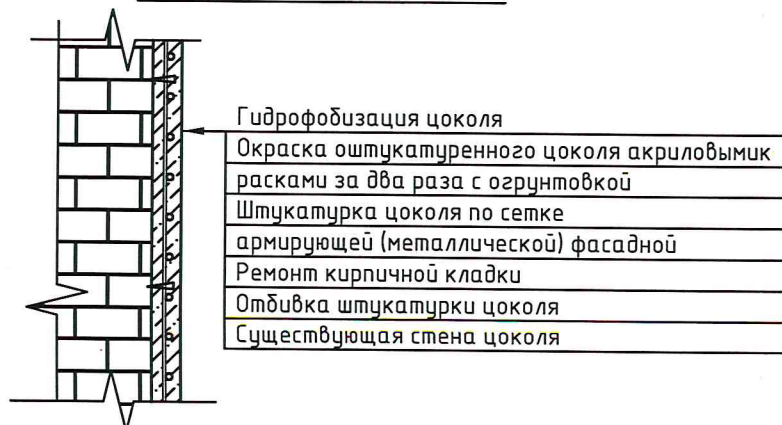 Гидрофобизация цоколя
Окраска оштукатуренного цоколя акриловымик
расками за два раза с огрунтовкой
Штукатурка цоколя по сетке
армирующей (металлической) фасадной
Ремонт кирпичной кладки
Отбивка штукатурки цоколя
Существующая стена цоколя